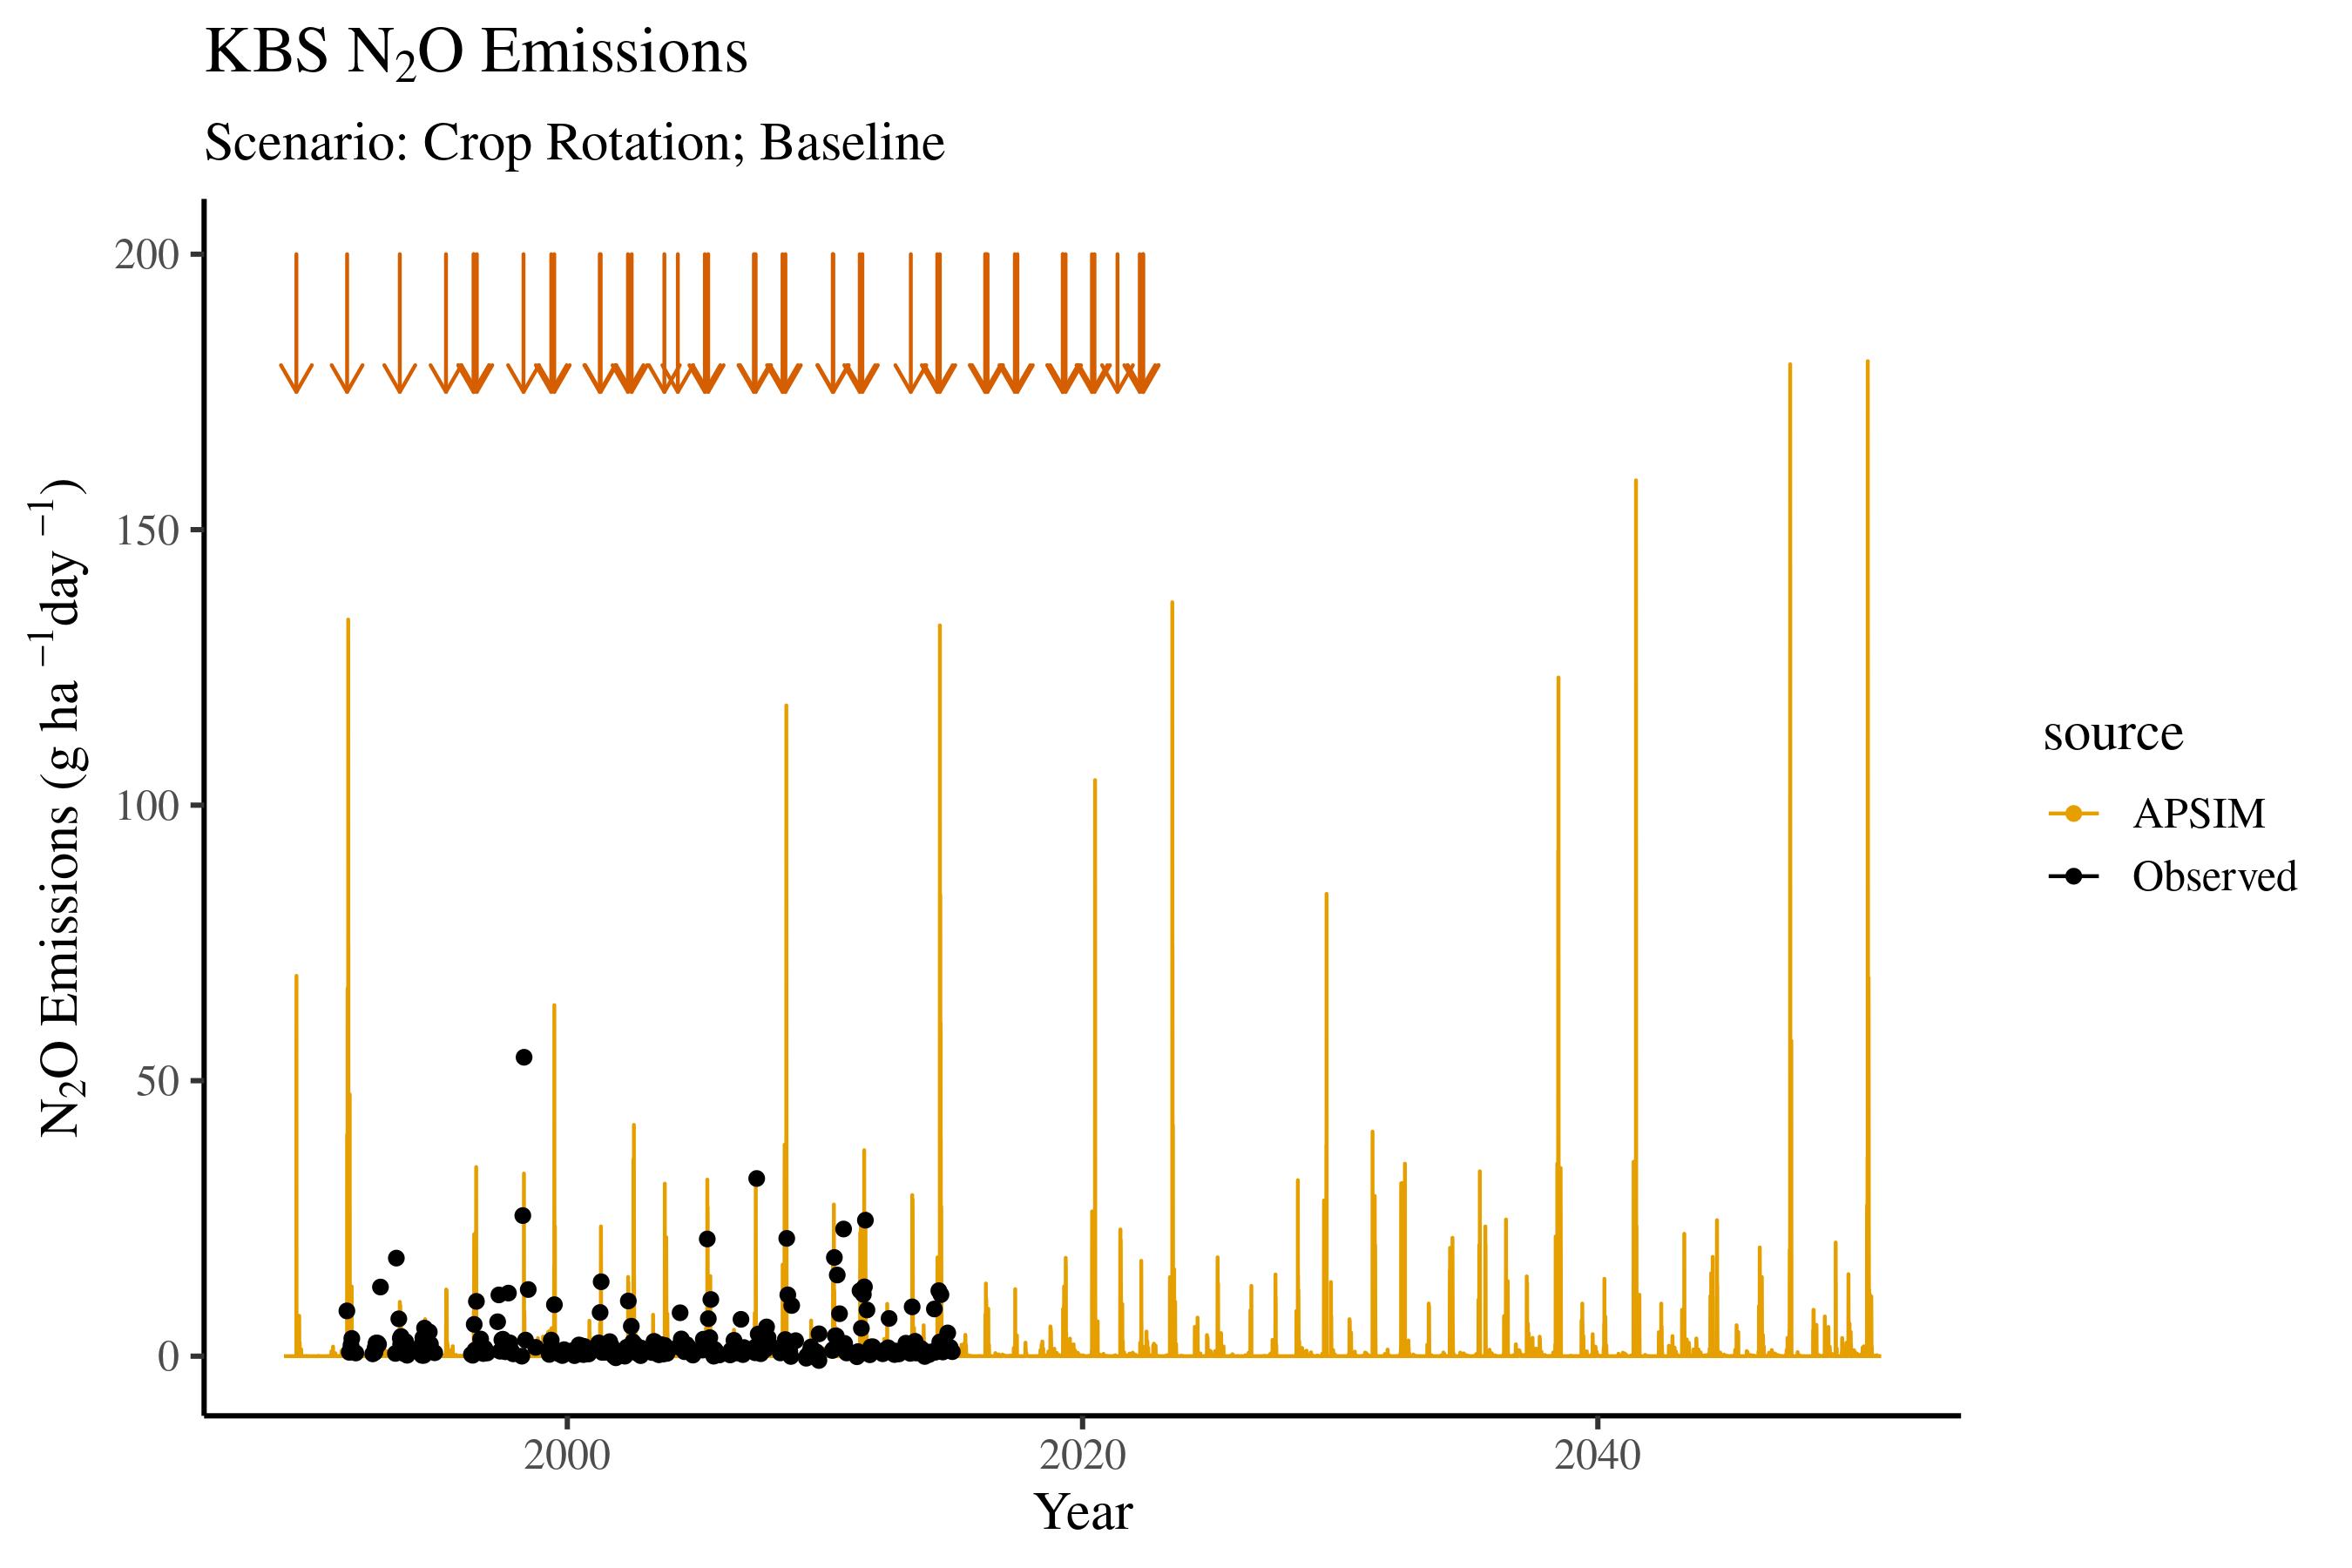 KBS N₂O Emissions
Scenario: Crop Rotation; Baseline
N₂O Emissions (g ha⁻¹day⁻¹)
200
150
100
50
0
2000
2020
2040
Year
source
APSIM
Observed